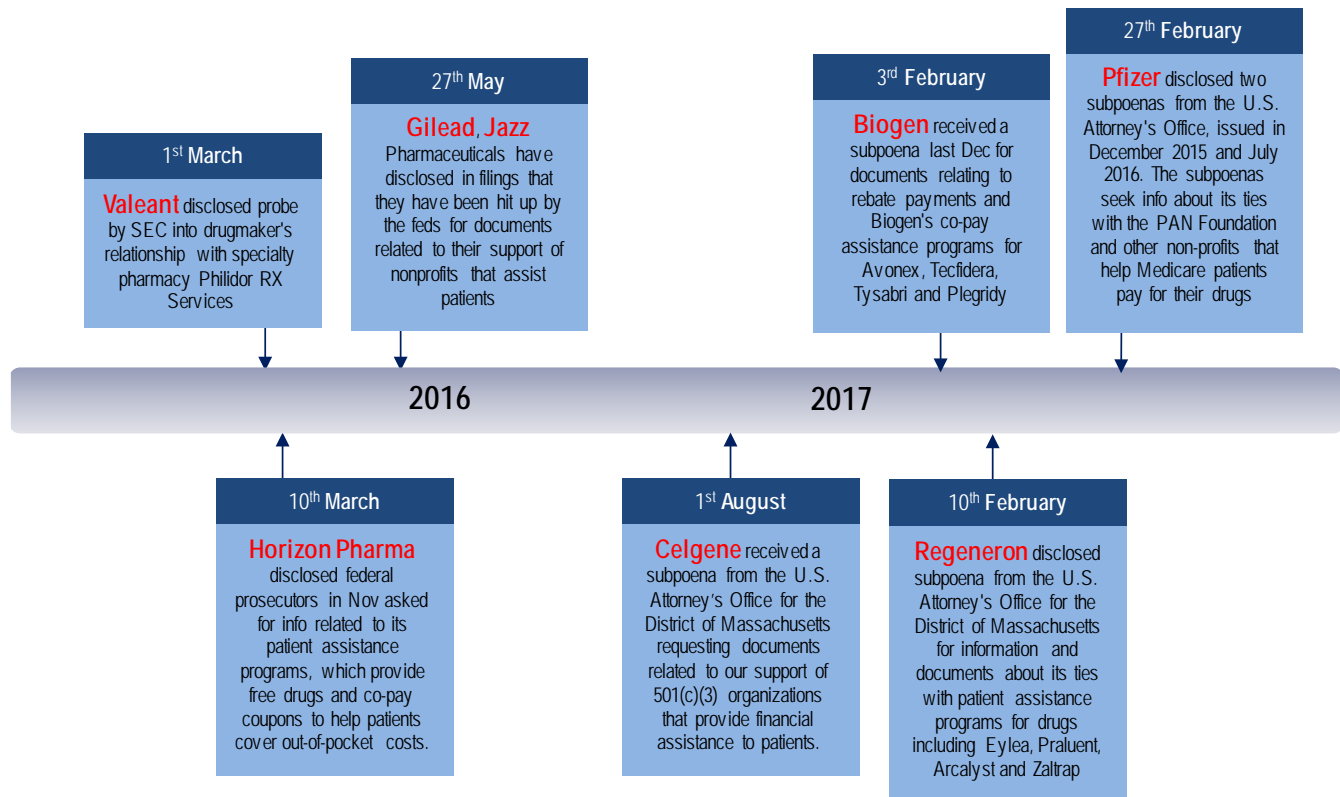 1st March
Valeant disclosed probe
by SEC into drugmaker's
relationship with specialty
pharmacy Philidor RX
Services
27th May
Gilead, Jazz
Pharmaceuticals have
disclosed in filings that
they have been hit up by
the feds for documents
related to their support of
nonprofits that assist
patients
3rd February
Biogen received a
subpoena last Dec for
documents relating to
rebate payments and
Biogen's co-pay
assistance programs for
Avonex, Tecfidera,
Tysabri and Plegridy
27th February
Pfizer disclosed two
subpoenas from the U.S.
Attorney's Office, issued in
December 2015 and July
2016. The subpoenas
seek info about its ties
with the PAN Foundation
and other non-profits that
help Medicare patients
pay for their drugs
2016
2017
10th March
Horizon Pharma
disclosed federal
prosecutors in Nov asked
for info related to its
patient assistance
programs, which provide
free drugs and co-pay
coupons to help patients
cover out-of-pocket costs.
1st August
Celgene received a
subpoena from the U.S.
Attorney's Office for the
District of Massachusetts
requesting documents
related to our support of
501(c)(3) organizations
that provide financial
assistance to patients.
10th February
Regeneron disclosed
subpoena from the U.S.
Attorney's Office for the
District of Massachusetts
for information and
documents about its ties
with patient assistance
programs for drugs
including Eylea, Praluent,
Arcalyst and Zaltrap